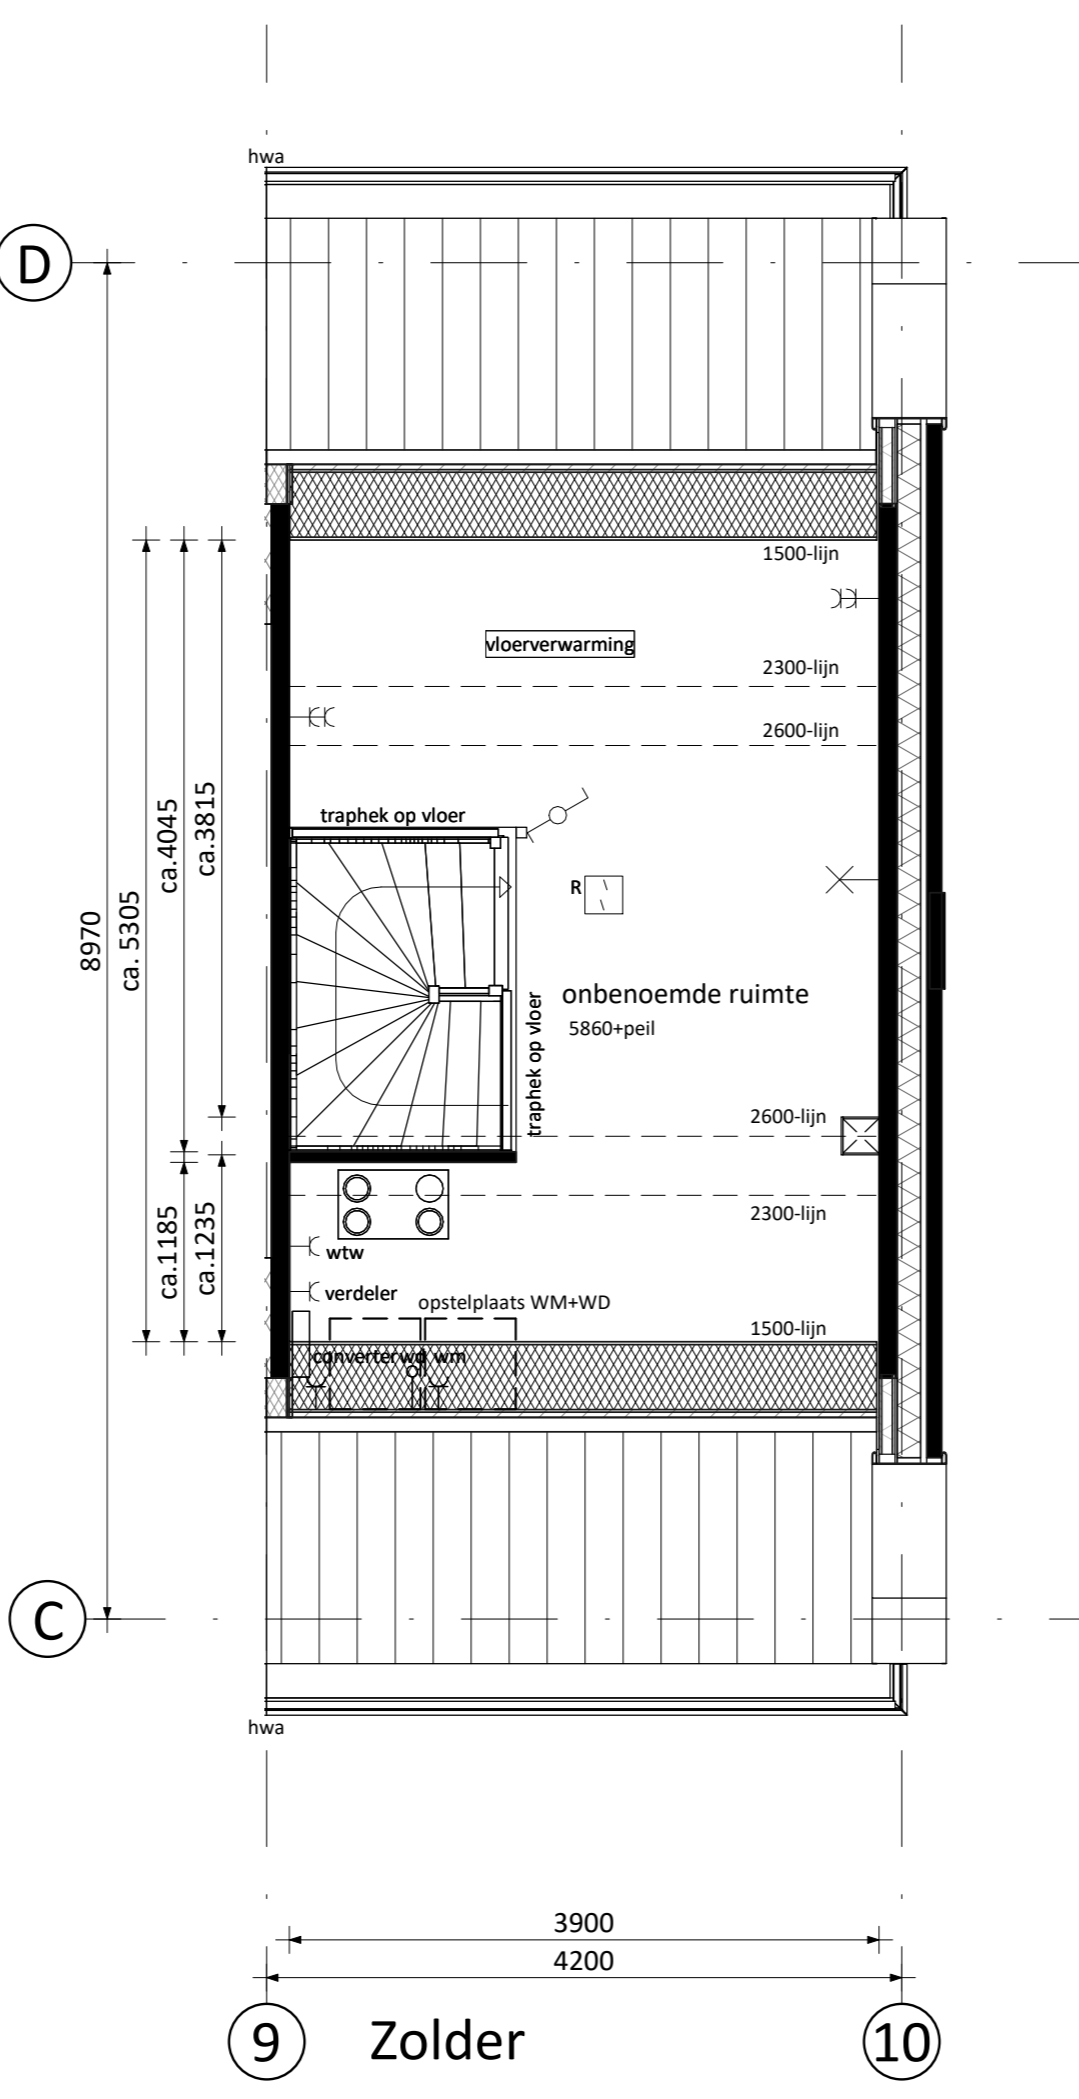 hwa
D
1500-lijn
vloerverwarming
2300-lijn
2600-lijn
traphek op vloer
R
8970
ca. 5305
ca.4045
ca.3815
onbenoemde ruimte
5860+peil
traphek op vloer
2600-lijn
2300-lijn
ca.1185
ca.1235
wtw
verdeler
opstelplaats WM+WD
1500-lijn
converter wd wm
C
hwa
3900
4200
9 Zolder 10